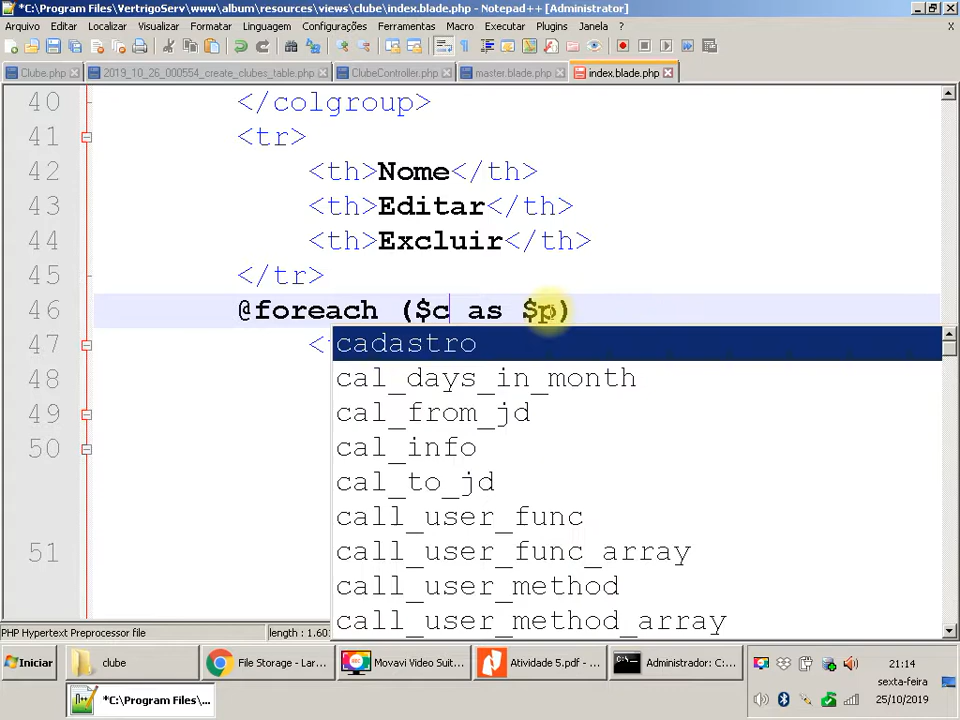 *C:\Program Files\VertrigoServ\www\album\resources\views\clube\index.blade.php - Notepad++ [Administrator]
Arquivo Editar Localizar Visualizar Formatar Linguagem Configurações Ferramentas Macro Executar Plugins Janela ? X
Clube.php 2019_10_26_000554_create_clubes_table.php ClubeController.php master.blade.php index.blade.php
40 </colgroup>
41 <tr>
42 <th>Nome</th>
43 <th>Editar</th>
44 <th>Excluir</th>
45 </tr>
46 @foreach ($c as $p)
47 <
cadastro
48 cal_days_in_month
49 cal_from_jd
50 cal_info
cal_to_jd
call_user_func
51 call_user_func_array
call_user_method
call_user_method_array
PHP Hypertext Preprocessor file length : 1.60
Iniciar clube File Storage - Lar... Movavi Video Suit... Atividade 5.pdf - ... Administrador: C:... 21:14
sexta-feira
*C:\Program Files\... 25/10/2019